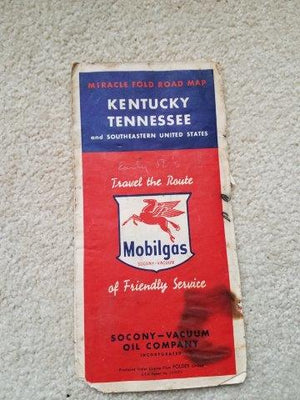 MIRACLE FOLD ROAD MAP
KENTUCKY
TENNESSEE
and SOUTHEASTERN UNITED STATES
Travel the Route
Mobilgas
SOCONY-VACUUM
of Friendly Service
SOCONY-VACUUM
OIL COMPANY
INCORPORATED